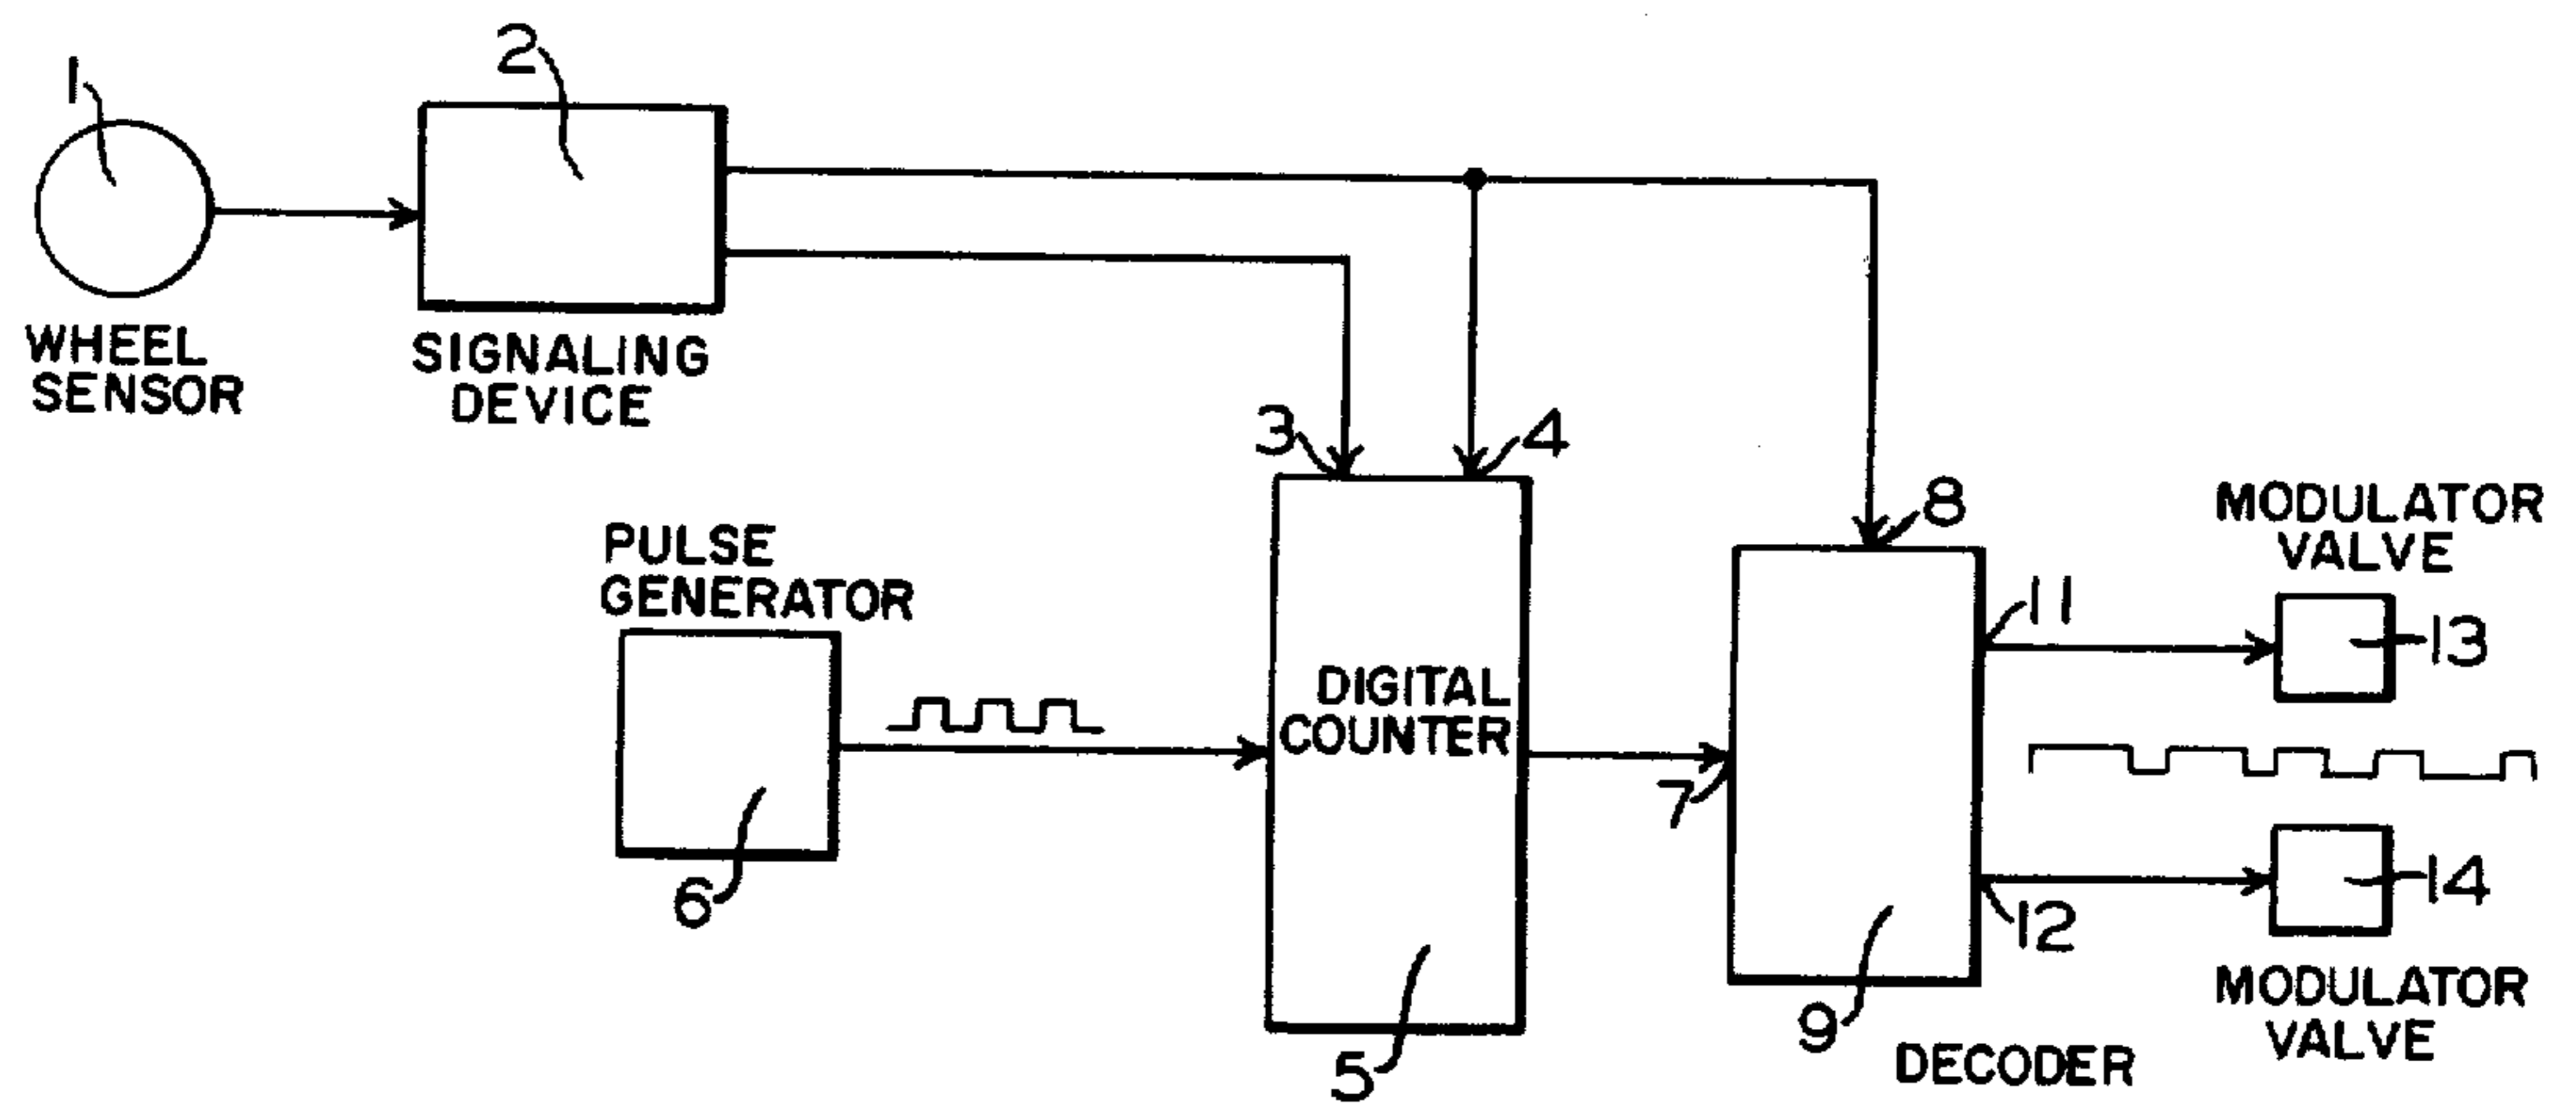 1
2
WHEEL
SENSOR
SIGNALING
DEVICE
3
4
PULSE
GENERATOR
6
DIGITAL
COUNTER
5
7
8
9
DECODER
11
12
MODULATOR
VALVE
13
14
MODULATOR
VALVE